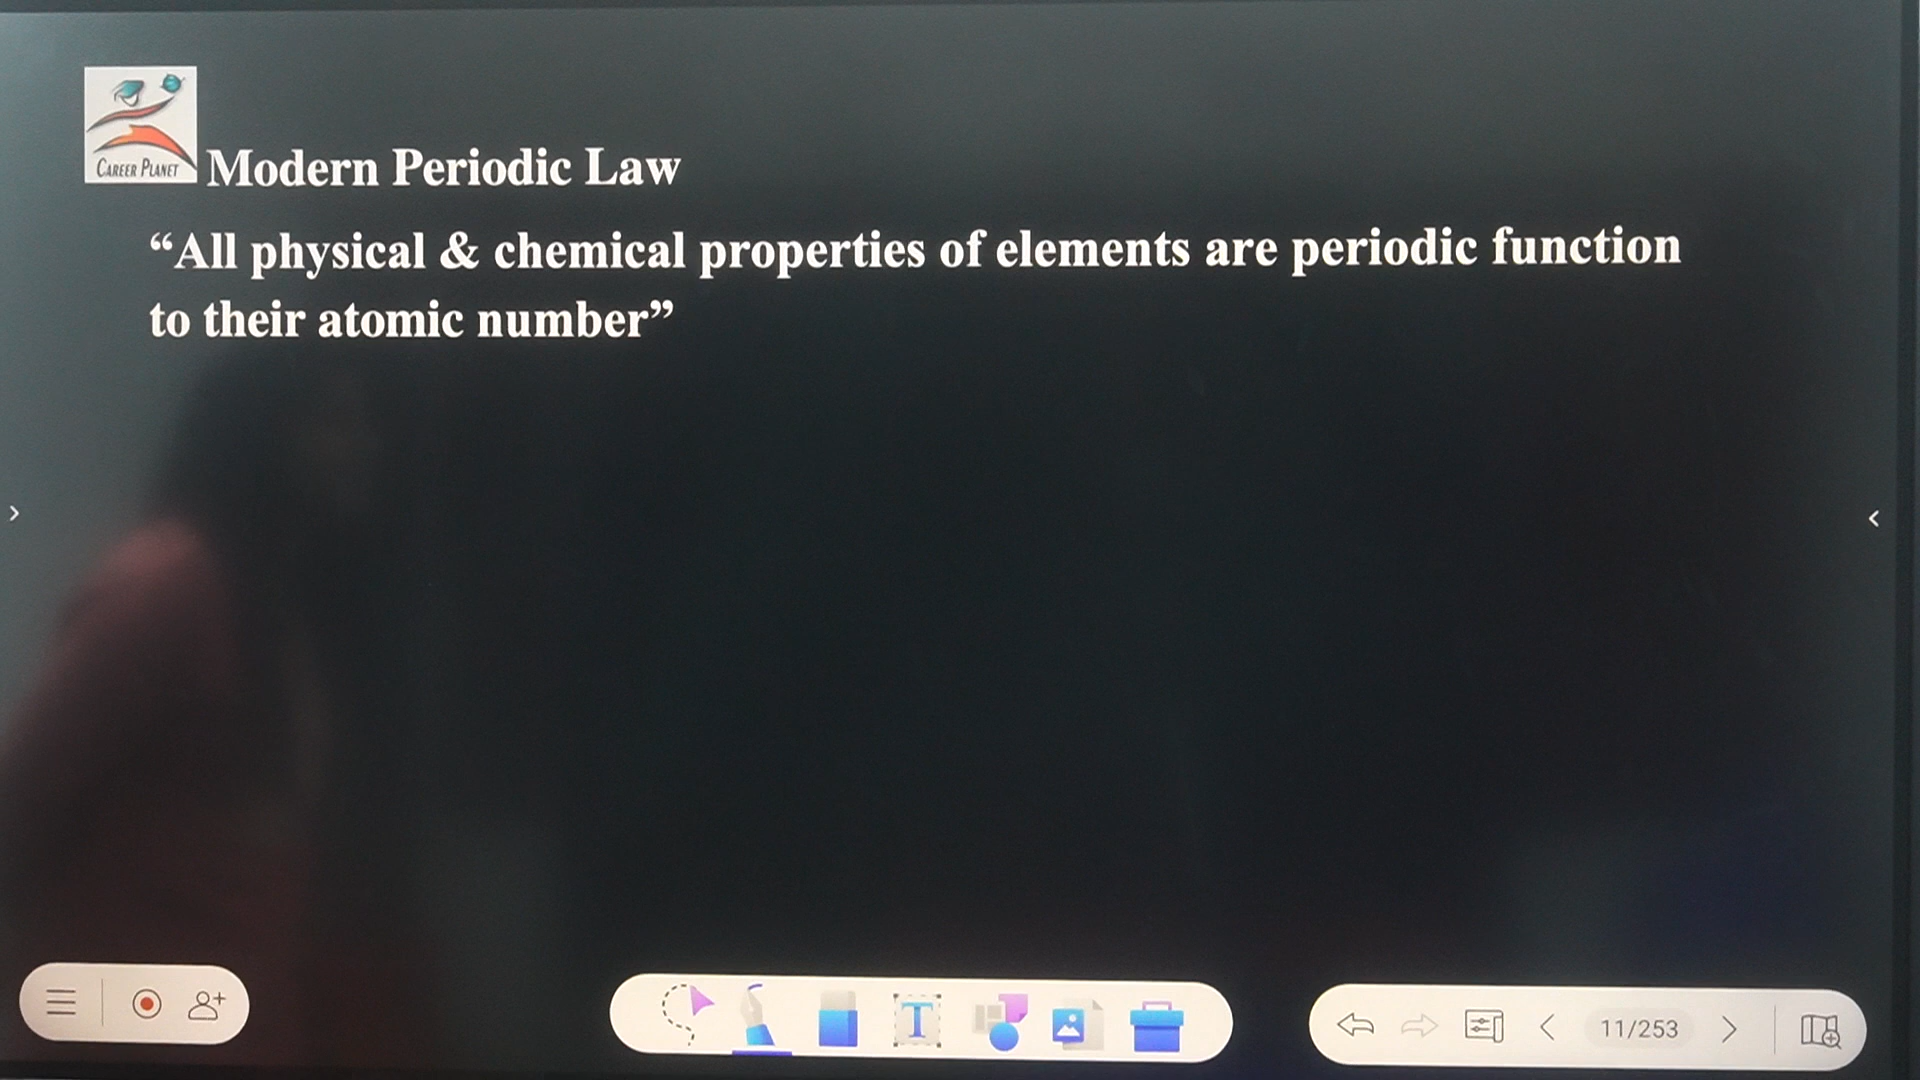 CAREER PLANET
Modern Periodic Law
“All physical & chemical properties of elements are periodic function
to their atomic number”
T
11/253